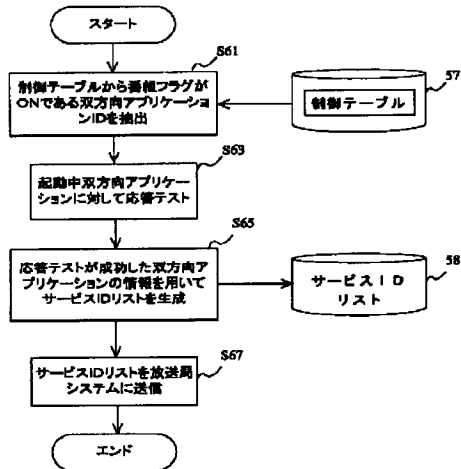 スタート
S61
制御テーブルから番組フラグが
ONである双方向アプリケーション
IDを抽出
57
制御テーブル
S63
起動中双方向アプリケー
ションに対して応答テスト
S65
応答テストが成功した双方向ア
プリケーションの情報を用いて
サービスIDリストを生成
58
サービスID
リスト
S67
サービスIDリストを放送局
システムに送信
エンド